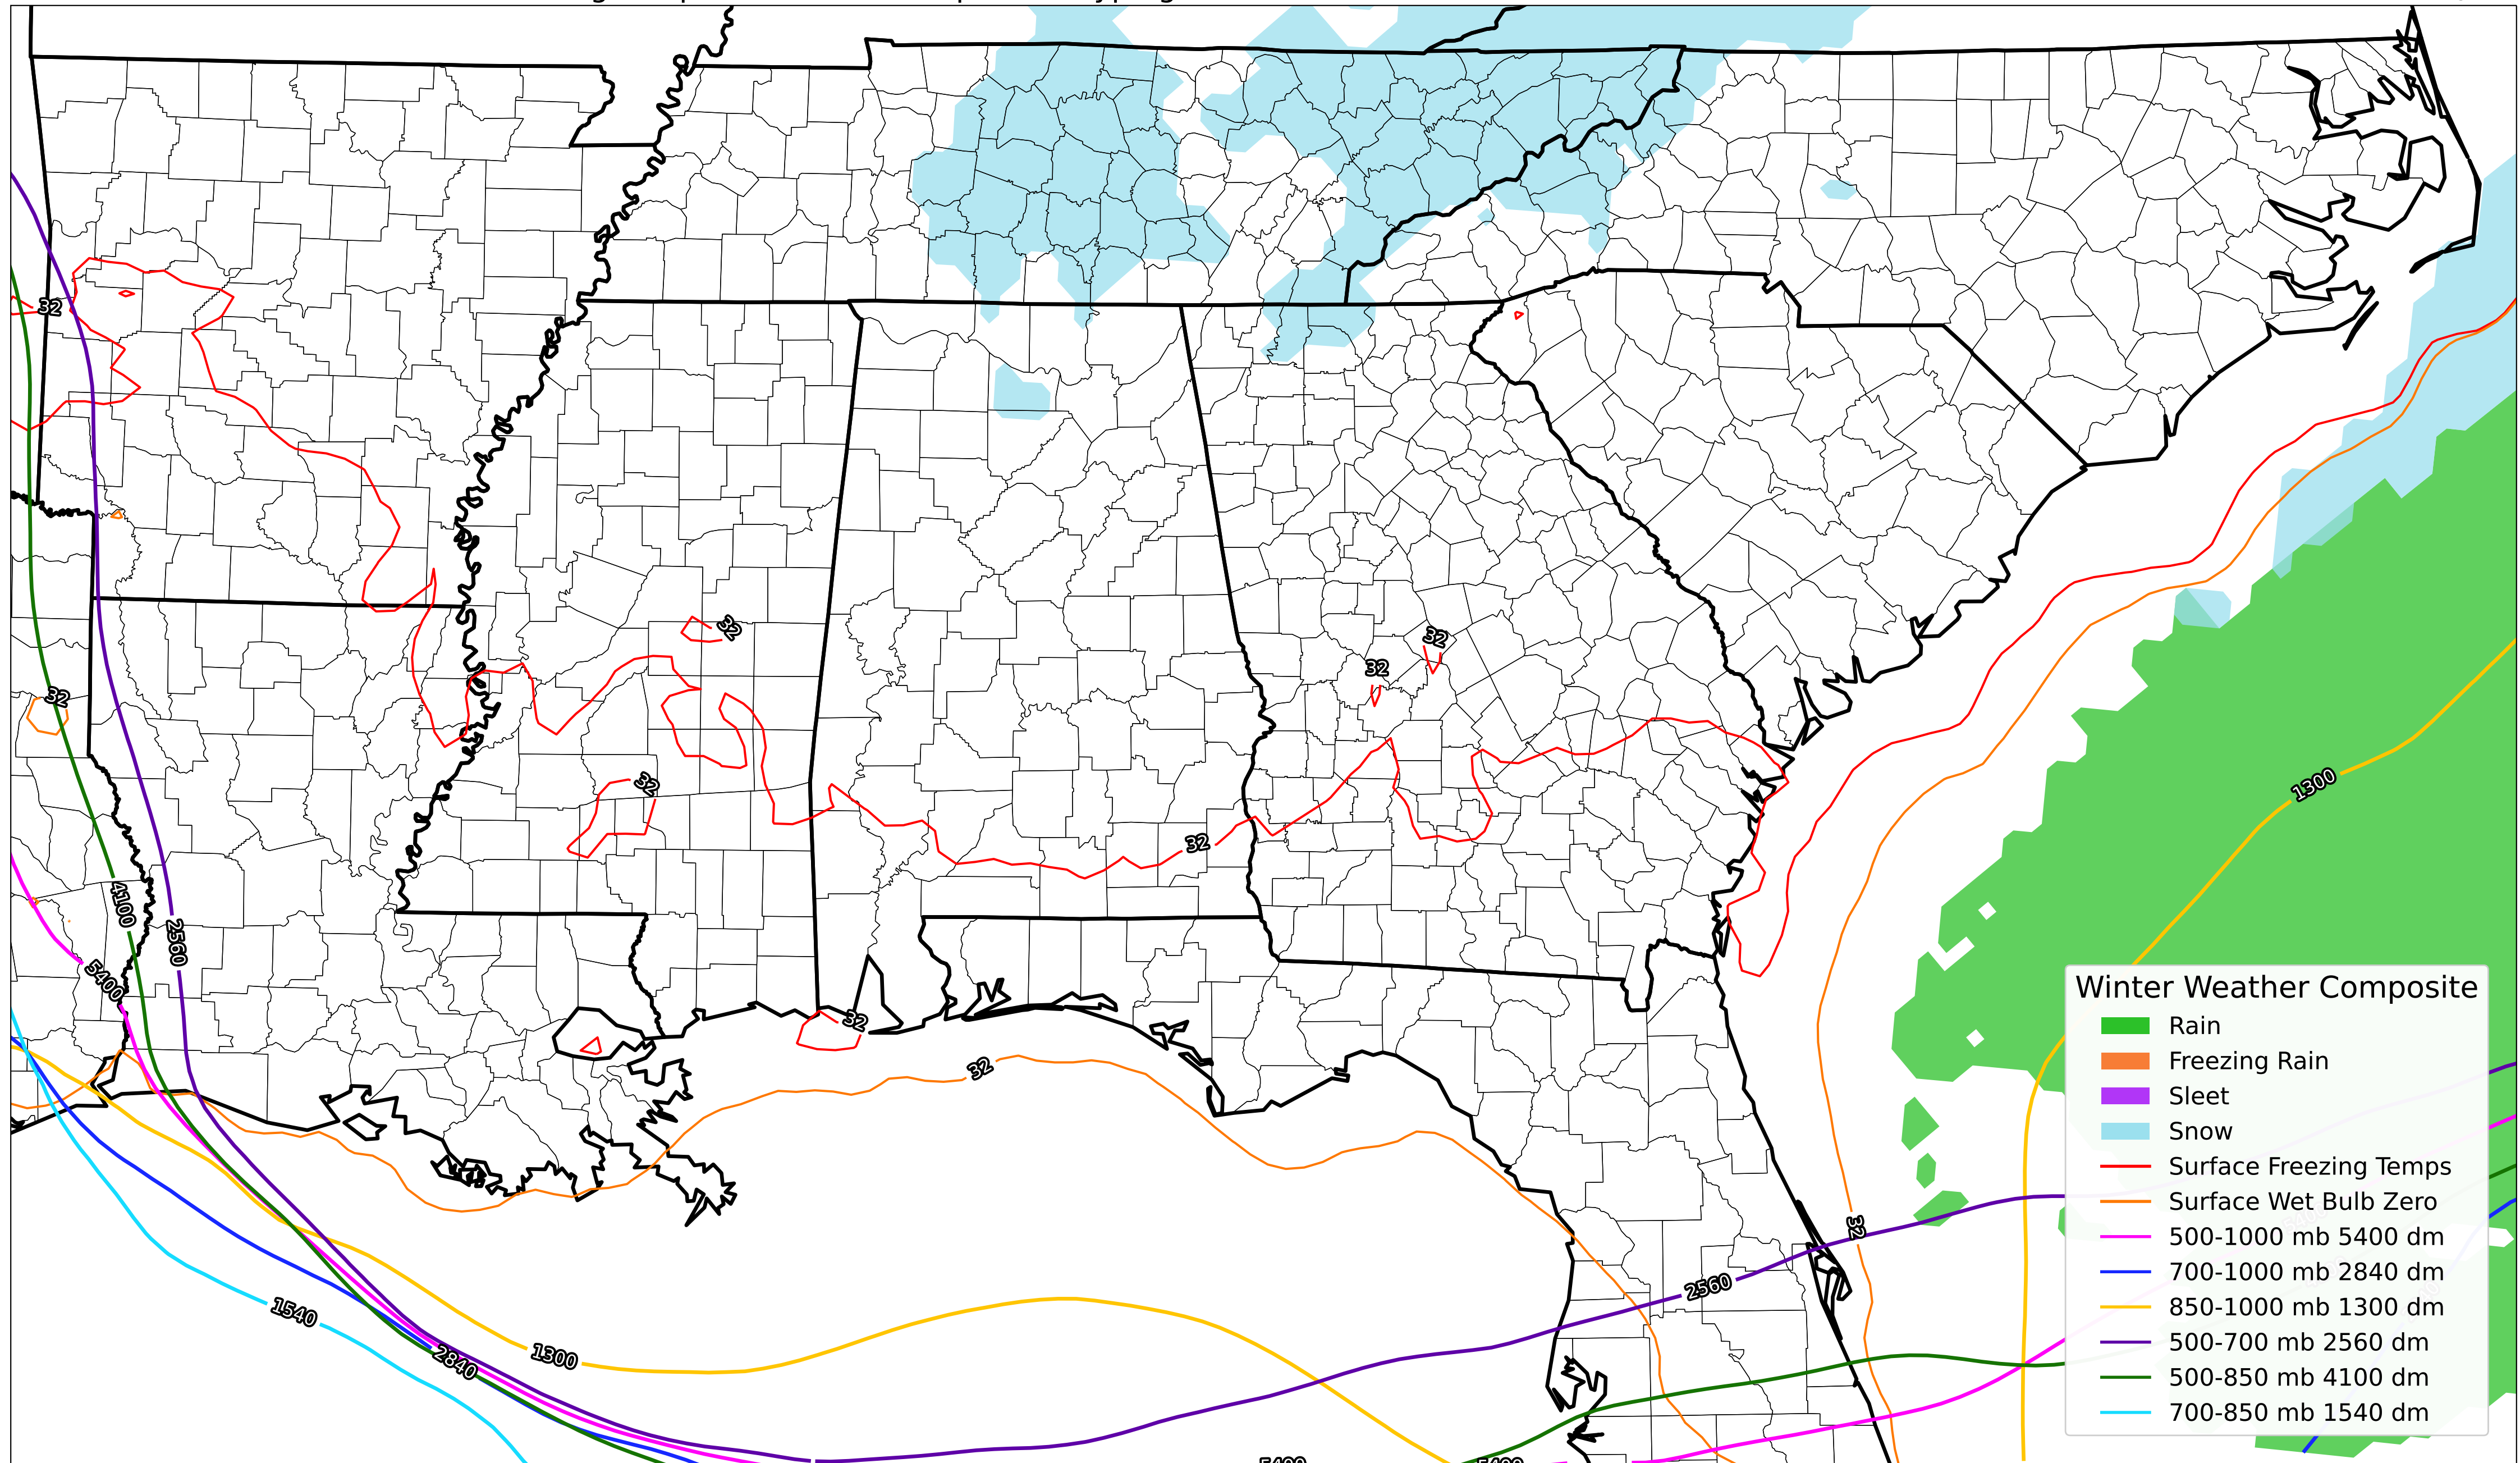 32
32
32
32
32
32
32
32
32
32
1300
4100
2560
5400
2560
1540
1300
2840
Winter Weather Composite
Rain
Freezing Rain
Sleet
Snow
Surface Freezing Temps
Surface Wet Bulb Zero
500-1000 mb 5400 dm
700-1000 mb 2840 dm
850-1000 mb 1300 dm
500-700 mb 2560 dm
500-850 mb 4100 dm
700-850 mb 1540 dm